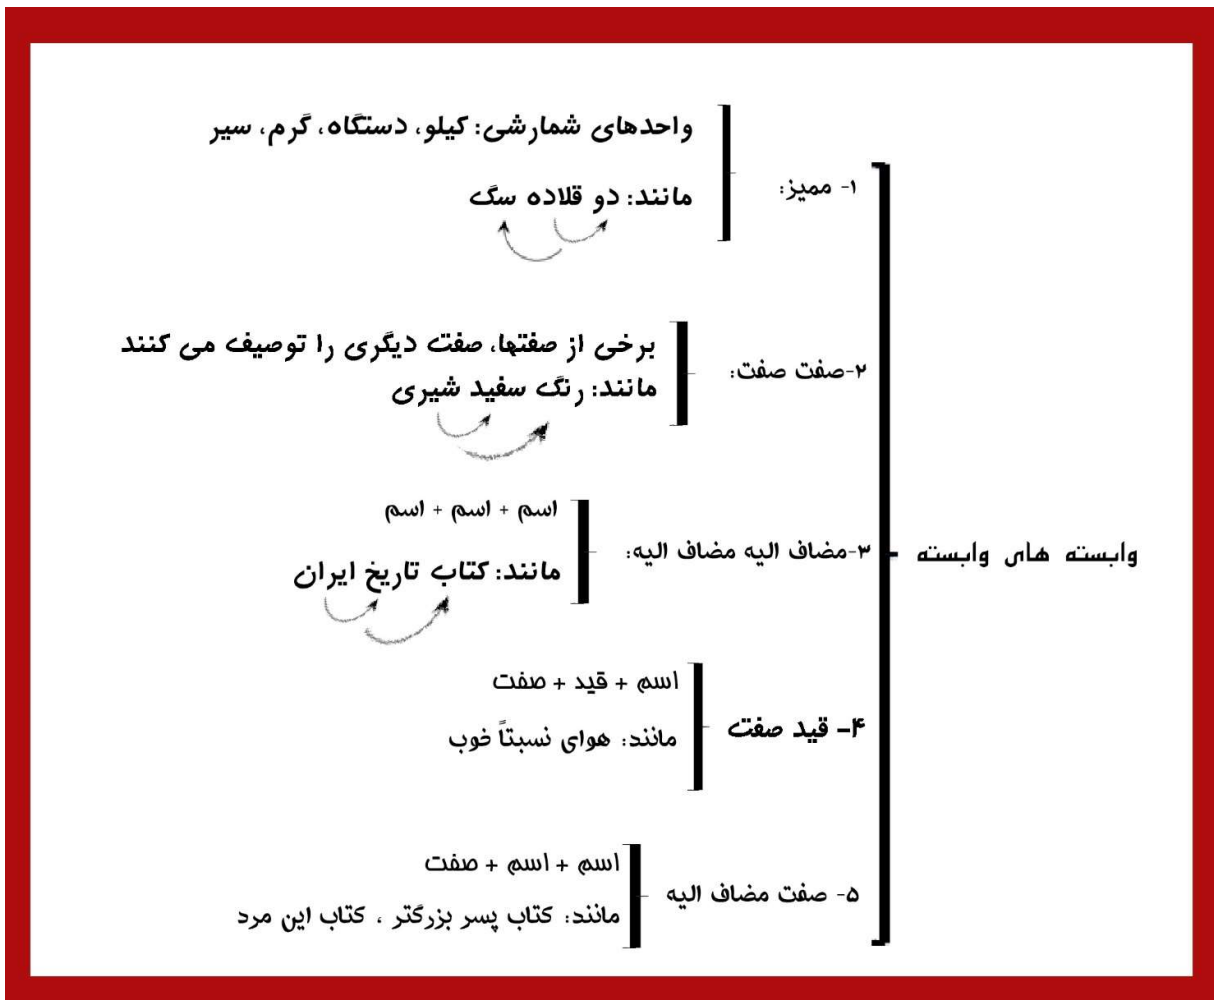 وابسته های وابسته
۱- ممیز:
واحدهای شمارشی: کیلو، دستگاه، گرم، سیر
مانند: دو قلاده سگ
۲-صفت صفت:
برخی از صفتها، صفت دیگری را توصیف می کنند
مانند: رنگ سفید شیری
۳-مضاف الیه مضاف الیه:
اسم + اسم + اسم
مانند: کتاب تاریخ ایران
۴- قید صفت
اسم + قید + صفت
مانند: هوای نسبتاً خوب
۵- صفت مضاف الیه
اسم + اسم + صفت
مانند: کتاب پسر بزرگتر ، کتاب این مرد